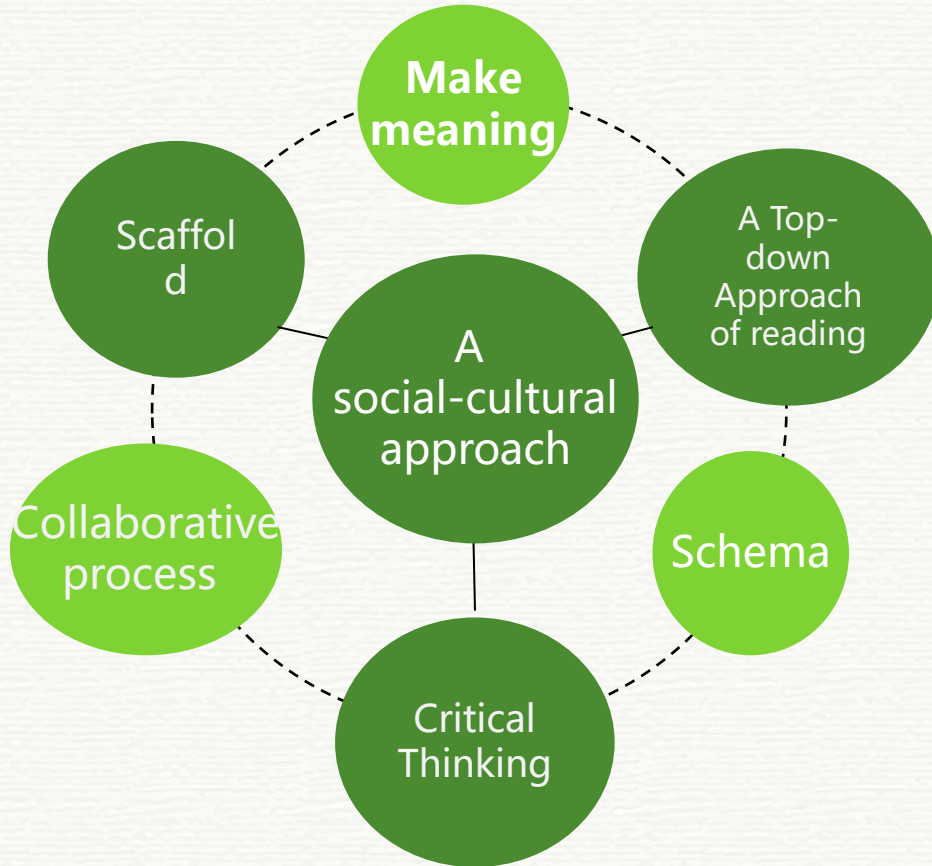 Make
meaning
Scaffol
d
A Top-
down
Approach
of reading
A
social-cultural
approach
Collaborative
process
Schema
Critical
Thinking